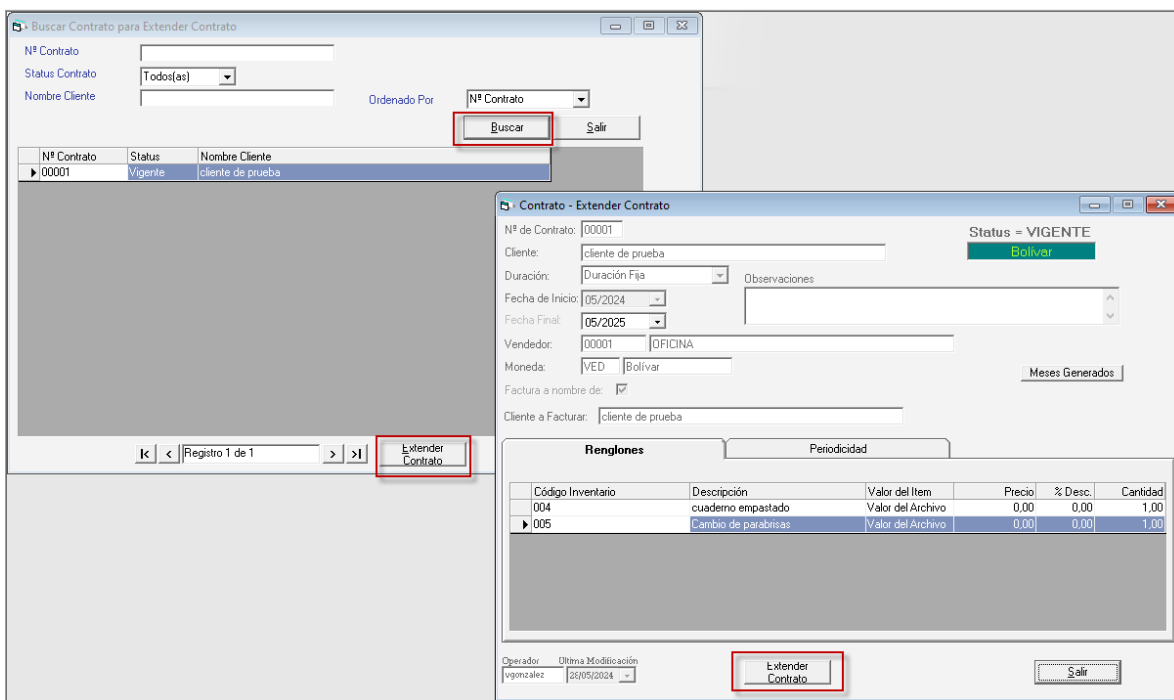 Buscar Contrato para Extender Contrato
Nº Contrato
Status Contrato Todos(as)
Nombre Cliente Ordenado Por Nº Contrato
Buscar Salir
Nº Contrato Status Nombre Cliente
00001 Vigente cliente de prueba
Registro 1 de 1 Extender Contrato
Contrato - Extender Contrato
Nº de Contrato: 00001 Status = VIGENTE
Cliente: cliente de prueba Bolívar
Duración: Duración Fija Observaciones
Fecha de Inicio: 05/2024
Fecha Final: 05/2025
Vendedor: 00001 OFICINA
Moneda: VED Bolívar Meses Generados
Factura a nombre de:
Cliente a Facturar: cliente de prueba
Renglones Periodicidad
Código Inventario Descripción Valor del Item Precio % Desc. Cantidad
004 cuaderno empastado Valor del Archivo 0,00 0,00 1,00
005 Cambio de parabrisas Valor del Archivo 0,00 0,00 1,00
Operador Ultima Modificación
vgonzalez 28/05/2024 Extender Contrato Salir